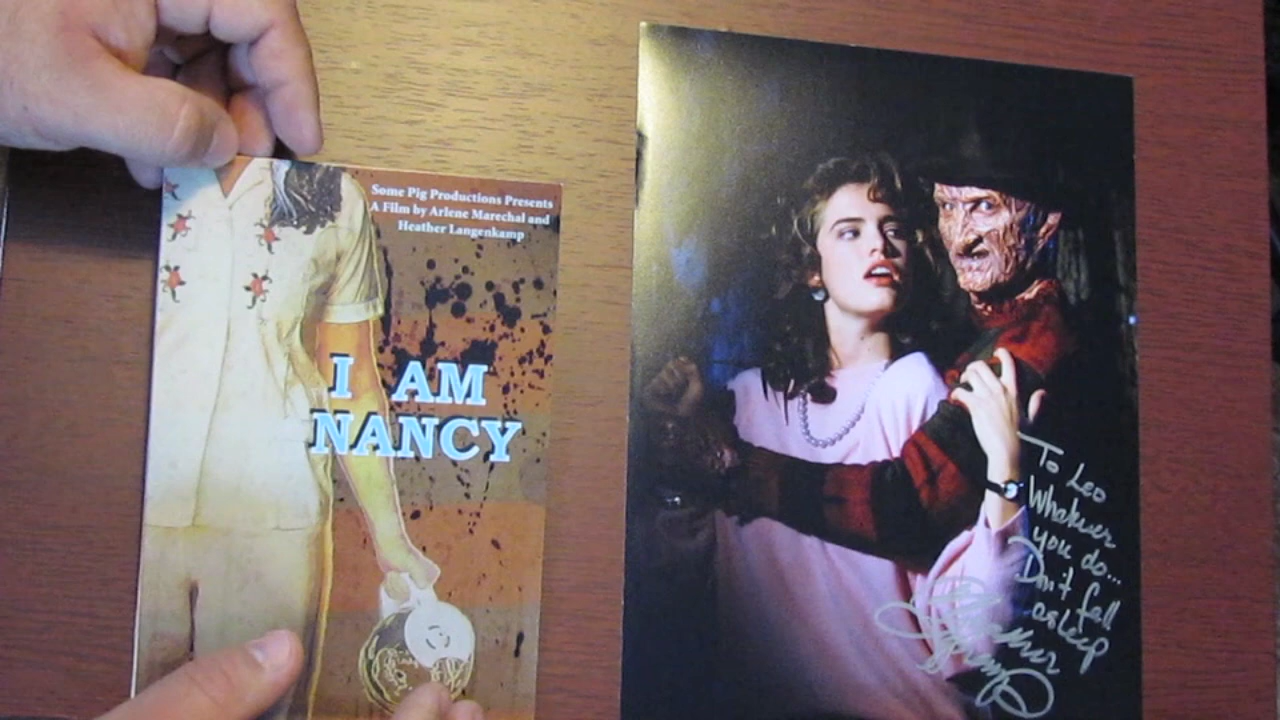 Some Pig Productions Presents
A Film by Arlene Marechal and
Heather Langenkamp
I AM
NANCY
To Leo
Whatever
you do...
Don't fall
asleep
Heather